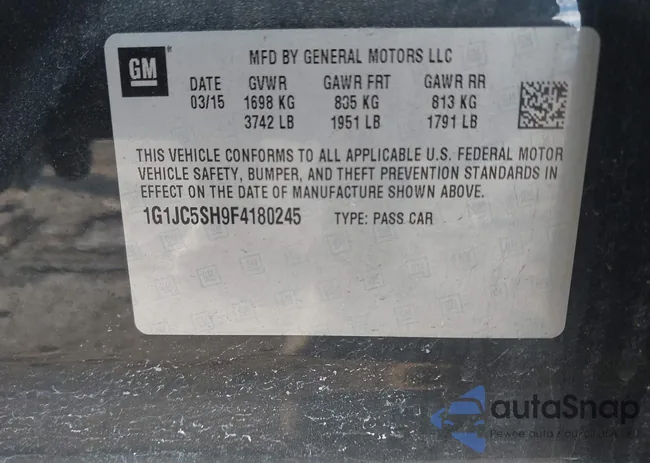 GM
MFD BY GENERAL MOTORS LLC
DATE GVWR GAWR FRT GAWR RR
03/15 1698 KG 885 KG 813 KG
3742 LB 1951 LB 1791 LB
THIS VEHICLE CONFORMS TO ALL APPLICABLE U.S. FEDERAL MOTOR
VEHICLE SAFETY, BUMPER, AND THEFT PREVENTION STANDARDS IN
EFFECT ON THE DATE OF MANUFACTURE SHOWN ABOVE.
1G1JC5SH9F4180245 TYPE: PASS CAR
autaSnap